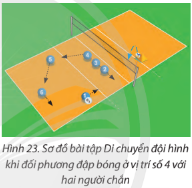 Hình 23. Sơ đồ bài tập Di chuyển đội hình
khi đối phương đập bóng ở vị trí số 4 với
hai người chắn